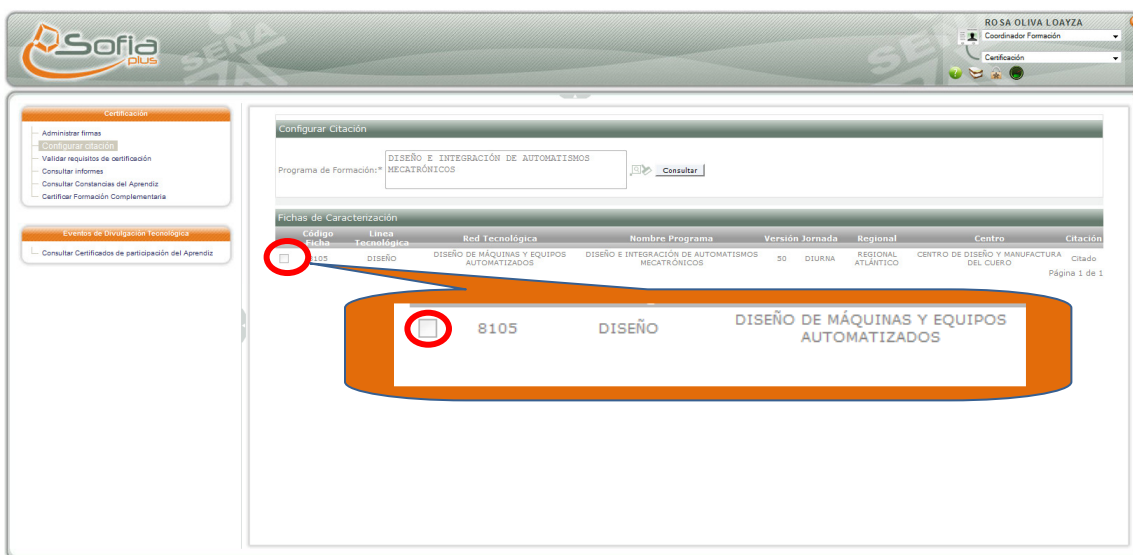 Sofia
plus
SENA
SENA
ROSA OLIVA LOAYZA
Coordinador Formación
Certificación
Certificación
Administrar firmas
Configurar citación
Validar requisitos de certificación
Consultar informes
Consultar Constancias del Aprendiz
Certificar Formación Complementaria
Eventos de Divulgación Tecnológica
Consultar Certificados de participación del Aprendiz
Configurar Citación
Programa de Formación:*
DISEÑO E INTEGRACIÓN DE AUTOMATISMOS
MECATRÓNICOS
Consultar
Fichas de Caracterización
Código Ficha Línea Tecnológica Red Tecnológica Nombre Programa Versión Jornada Regional Centro Citación
8105 DISEÑO DISEÑO DE MÁQUINAS Y EQUIPOS AUTOMATIZADOS DISEÑO E INTEGRACIÓN DE AUTOMATISMOS MECATRÓNICOS 50 DIURNA REGIONAL ATLÁNTICO CENTRO DE DISEÑO Y MANUFACTURA DEL CUERO Citado
Página 1 de 1
8105 DISEÑO DISEÑO DE MÁQUINAS Y EQUIPOS
AUTOMATIZADOS